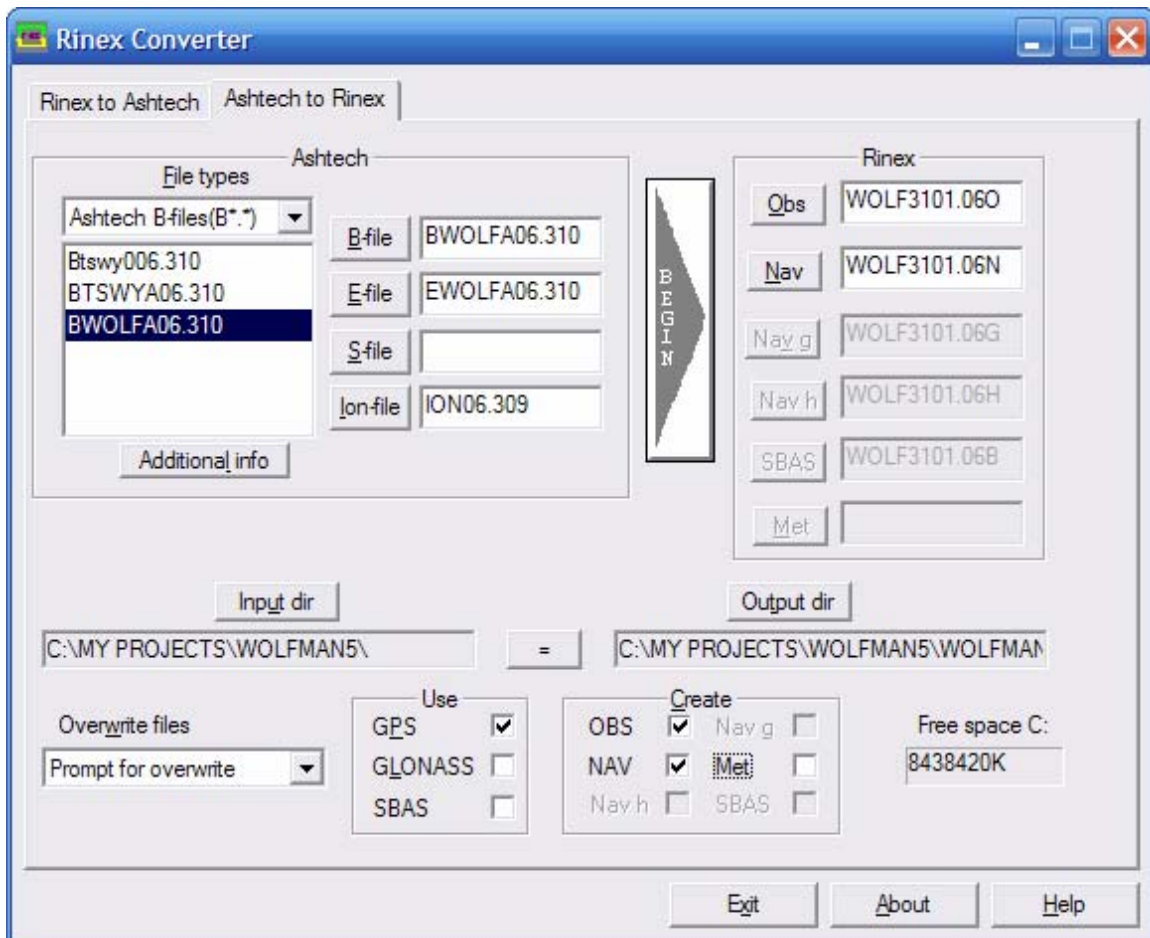 Rinex Converter
Rinex to Ashtech
Ashtech to Rinex
Ashtech
File types
Ashtech B-files(B*.*)
Btswy006.310
BTSWYA06.310
BWOLFA06.310
Additional info
B-file
BWOLFA06.310
E-file
EWOLFA06.310
S-file
Ion-file
ION06.309
BEGIN
Rinex
Obs
WOLF3101.06O
Nav
WOLF3101.06N
Nav g
WOLF3101.06G
Nav h
WOLF3101.06H
SBAS
WOLF3101.06B
Met
Input dir
Output dir
C:\MY PROJECTS\WOLFMAN5\
=
C:\MY PROJECTS\WOLFMAN5\WOLFMAN
Overwrite files
Prompt for overwrite
Use
GPS
GLONASS
SBAS
Create
OBS
Nav g
NAV
Met
Nav h
SBAS
Free space C:
8438420K
Exit
About
Help